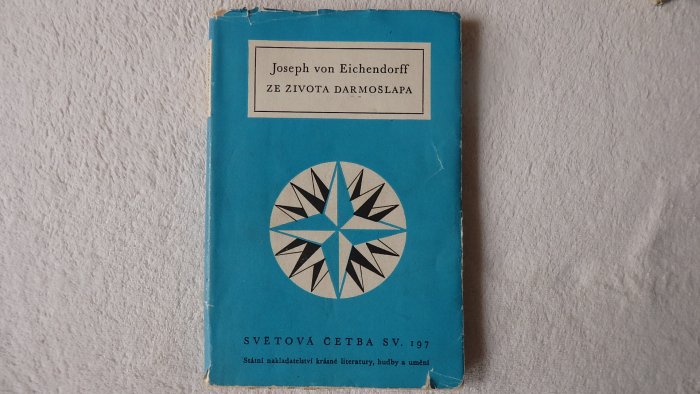 Joseph von Eichendorff
ZE ŽIVOTA DARMOŠLAPA
SVĚTOVÁ ČETBA SV. 197
Státní nakladatelství krásné literatury, hudby a umění